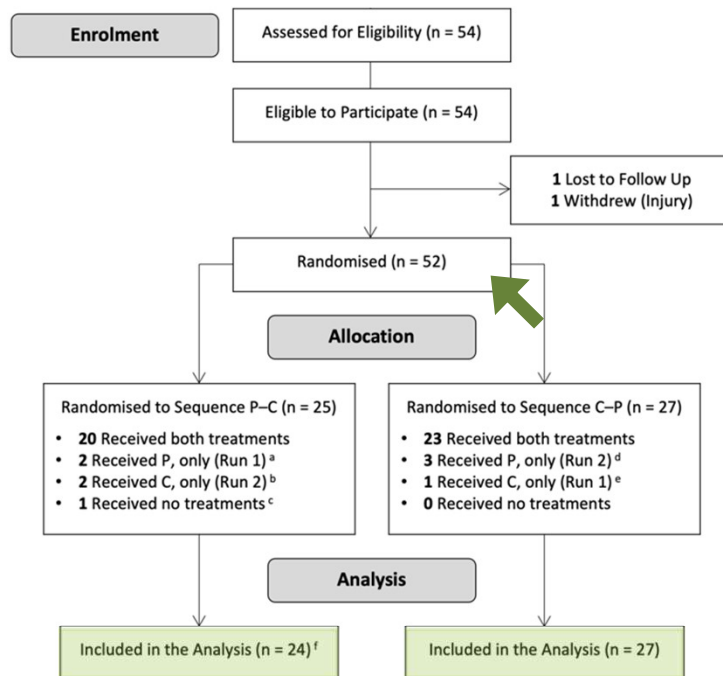 Enrolment
Assessed for Eligibility (n = 54)
Eligible to Participate (n = 54)
1 Lost to Follow Up
1 Withdrew (Injury)
Randomised (n = 52)
Allocation
Randomised to Sequence P–C (n = 25)
• 20 Received both treatments
• 2 Received P, only (Run 1) a
• 2 Received C, only (Run 2) b
• 1 Received no treatments c
Randomised to Sequence C–P (n = 27)
• 23 Received both treatments
• 3 Received P, only (Run 2) d
• 1 Received C, only (Run 1) e
• 0 Received no treatments
Analysis
Included in the Analysis (n = 24) f
Included in the Analysis (n = 27)